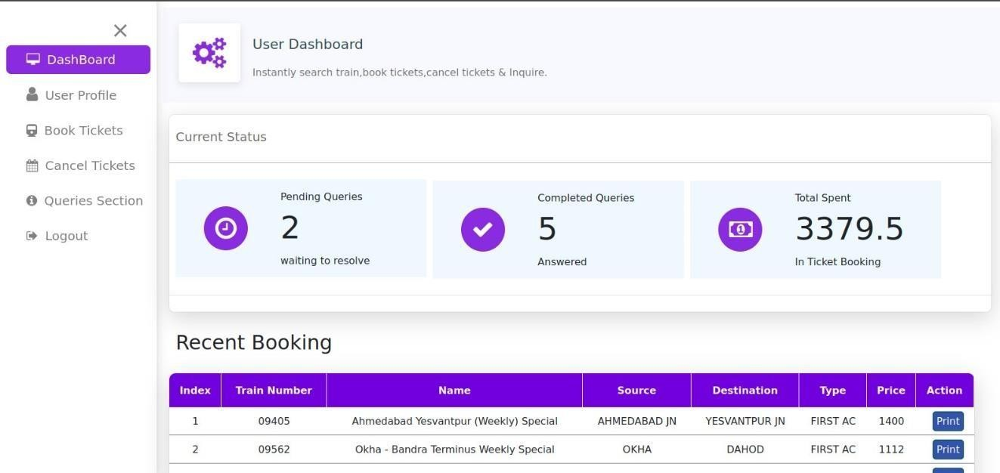 DashBoard
User Profile
Book Tickets
Cancel Tickets
Queries Section
Logout
User Dashboard
Instantly search train,book tickets,cancel tickets & Inquire.
Current Status
Pending Queries
2
waiting to resolve
Completed Queries
5
Answered
Total Spent
3379.5
In Ticket Booking
Recent Booking
Index Train Number Name Source Destination Type Price Action
1 09405 Ahmedabad Yesvantpur (Weekly) Special AHMEDABAD JN YESVANTPUR JN FIRST AC 1400 Print
2 09562 Okha - Bandra Terminus Weekly Special OKHA DAHOD FIRST AC 1112 Print